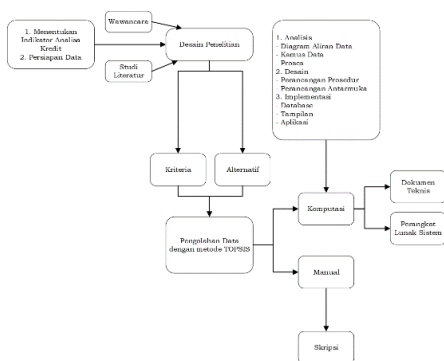 1. Menentukan
Indikator Analisa
Kredit
2. Persiapan Data
Wawancara
Studi
Literatur
Desain Penelitian
Kriteria
Alternatif
Pengolahan Data
dengan metode TOPSIS
1. Analisis
- Diagram Aliran Data
- Kamus Data
- Proses
2. Desain
- Perancangan Prosedur
- Perancangan Antarmuka
3. Implementasi
- Database
- Tampilan
- Aplikasi
Komputasi
Manual
Dokumen
Teknis
Perangkat
Lunak Sistem
Skripsi